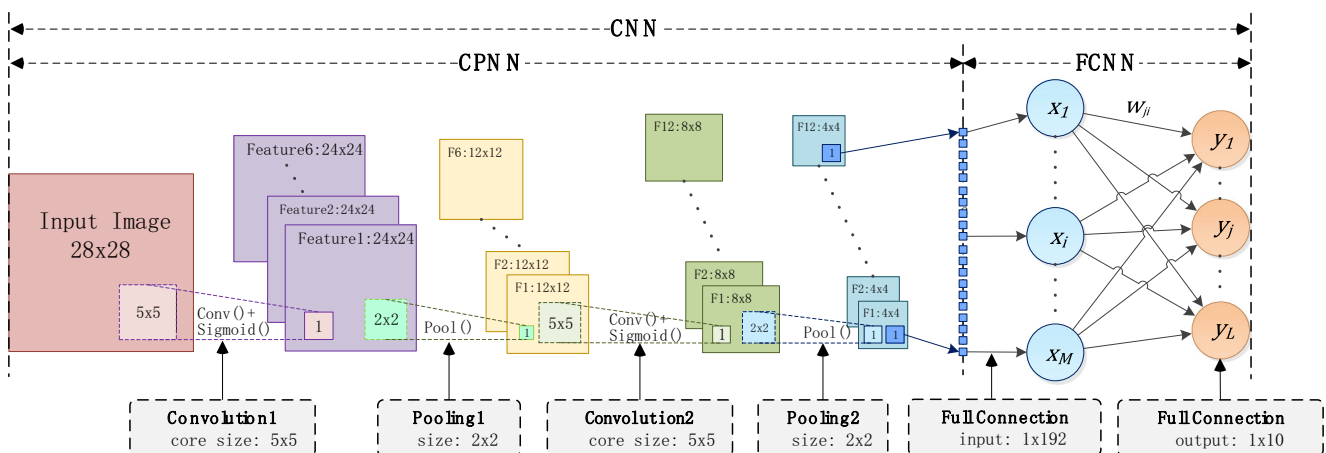 CNN
CPNN
FCNN
Input Image
28x28
5x5
Conv()+
Sigmoid()
Feature6:24x24
Feature2:24x24
Feature1:24x24
1
2x2
Pool()
F6:12x12
F2:12x12
F1:12x12
1
5x5
Conv()+
Sigmoid()
F12:8x8
F2:8x8
F1:8x8
1
2x2
Pool()
F12:4x4
1
F2:4x4
F1:4x4
1
1
x1
xi
xM
Wji
y1
yj
yL
Convolution1
core size: 5x5
Pooling1
size: 2x2
Convolution2
core size: 5x5
Pooling2
size: 2x2
FullConnection
input: 1x192
FullConnection
output: 1x10